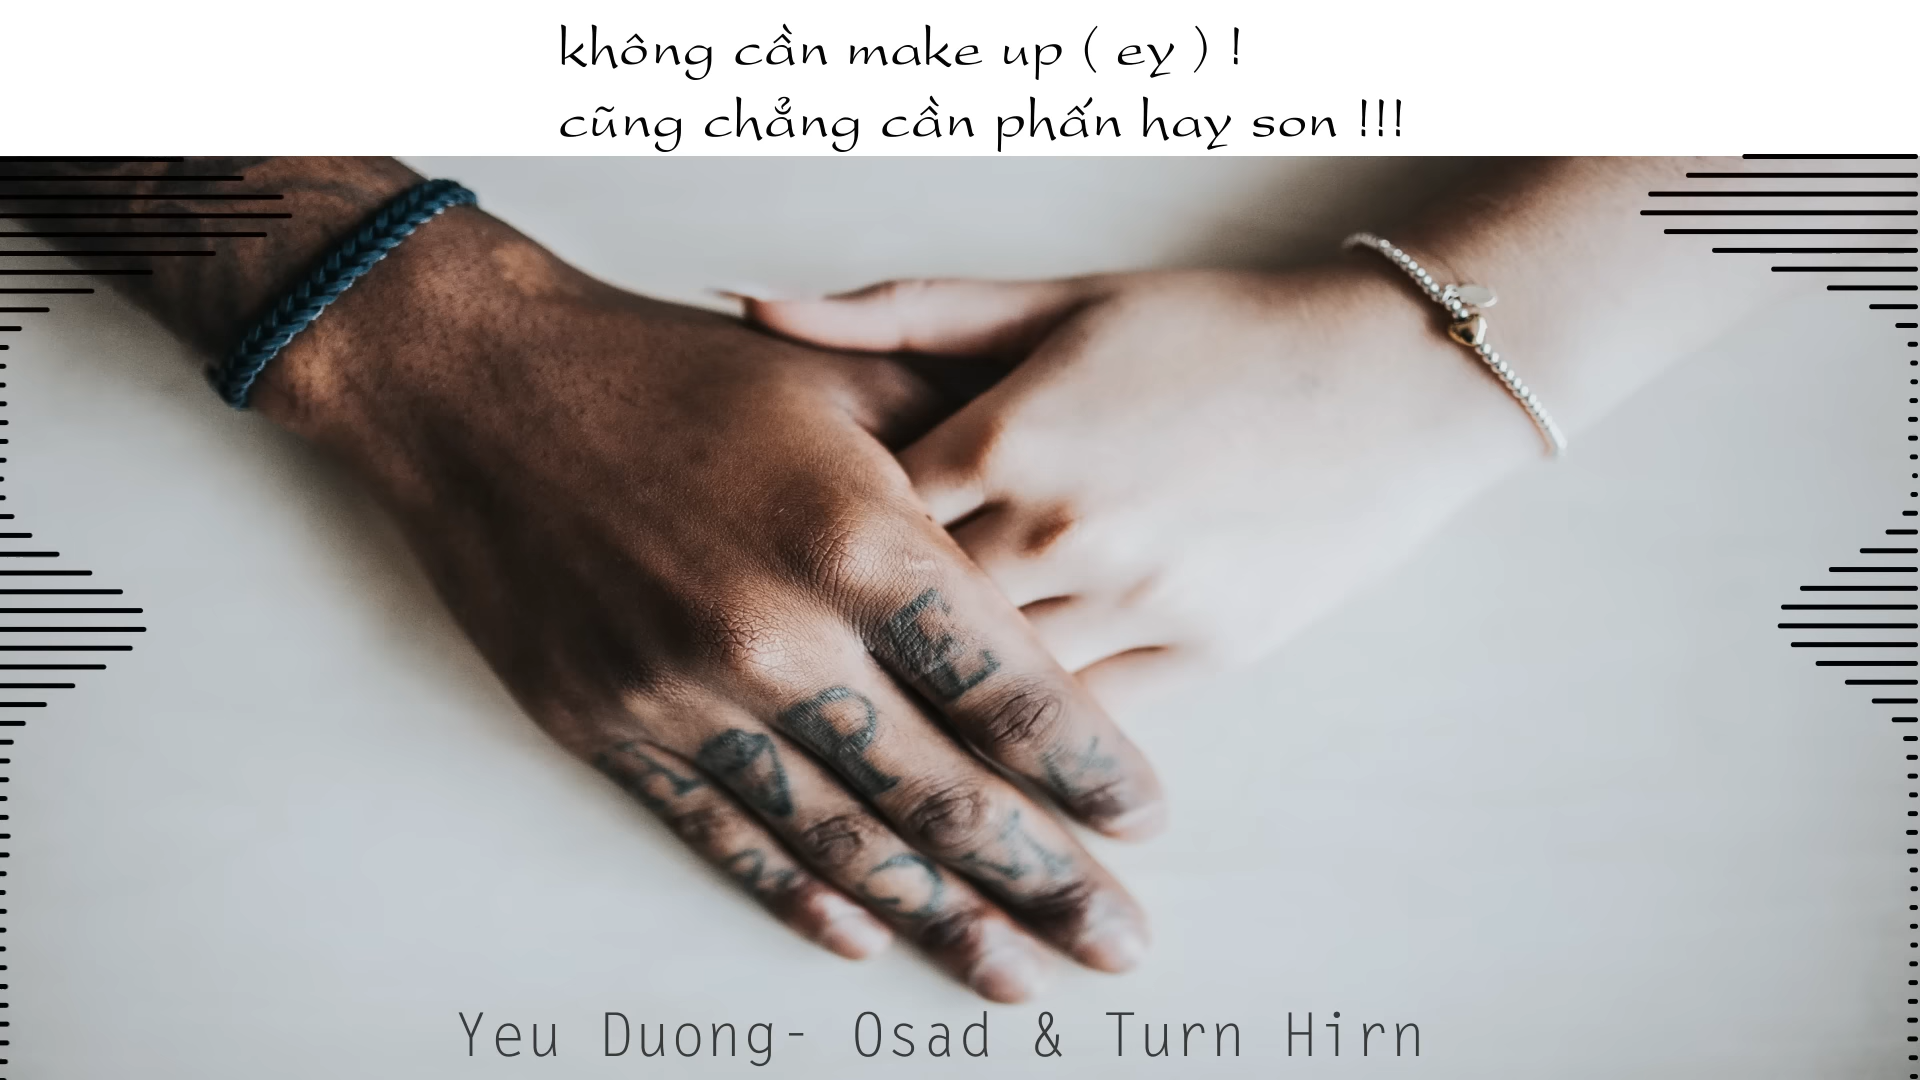 không cần make up ( ey ) !
cũng chẳng cần phấn hay son !!!
E
P
Yeu Duong- Osad & Turn Hirn